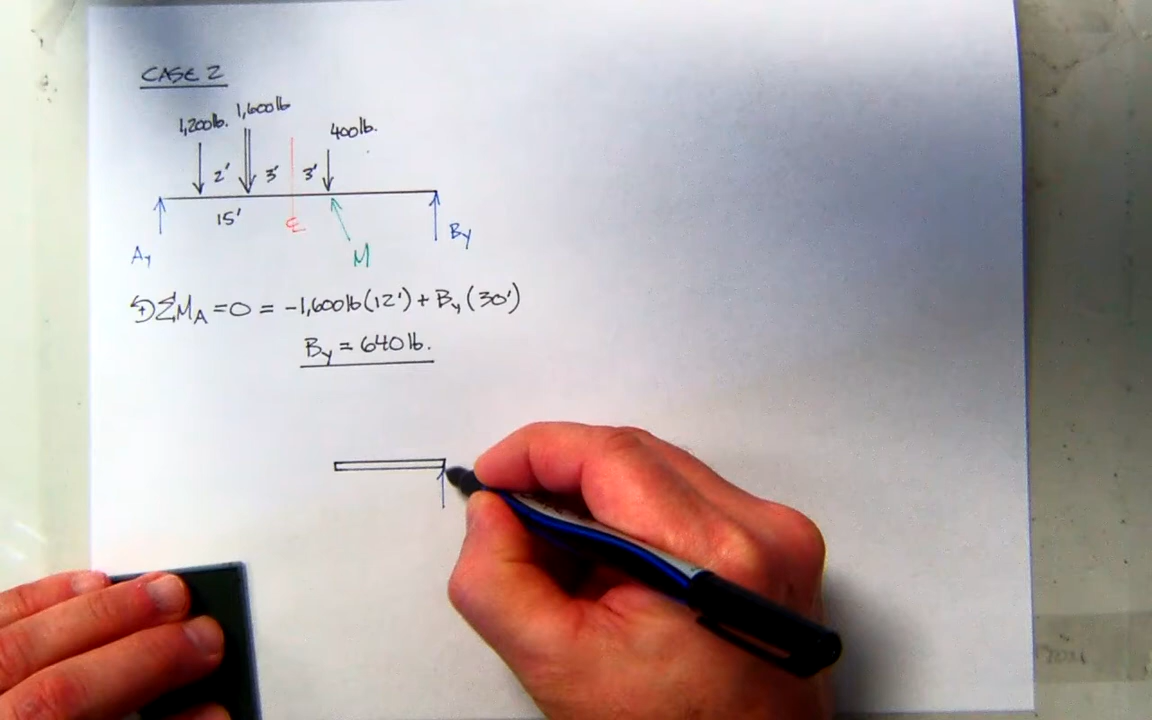 CASE 2
1,200lb. 1,600lb 400lb.
2' 3' 3'
15' ℄
Ay M By
↺+ΣMA = 0 = -1,600lb(12') + By(30')
By = 640lb.